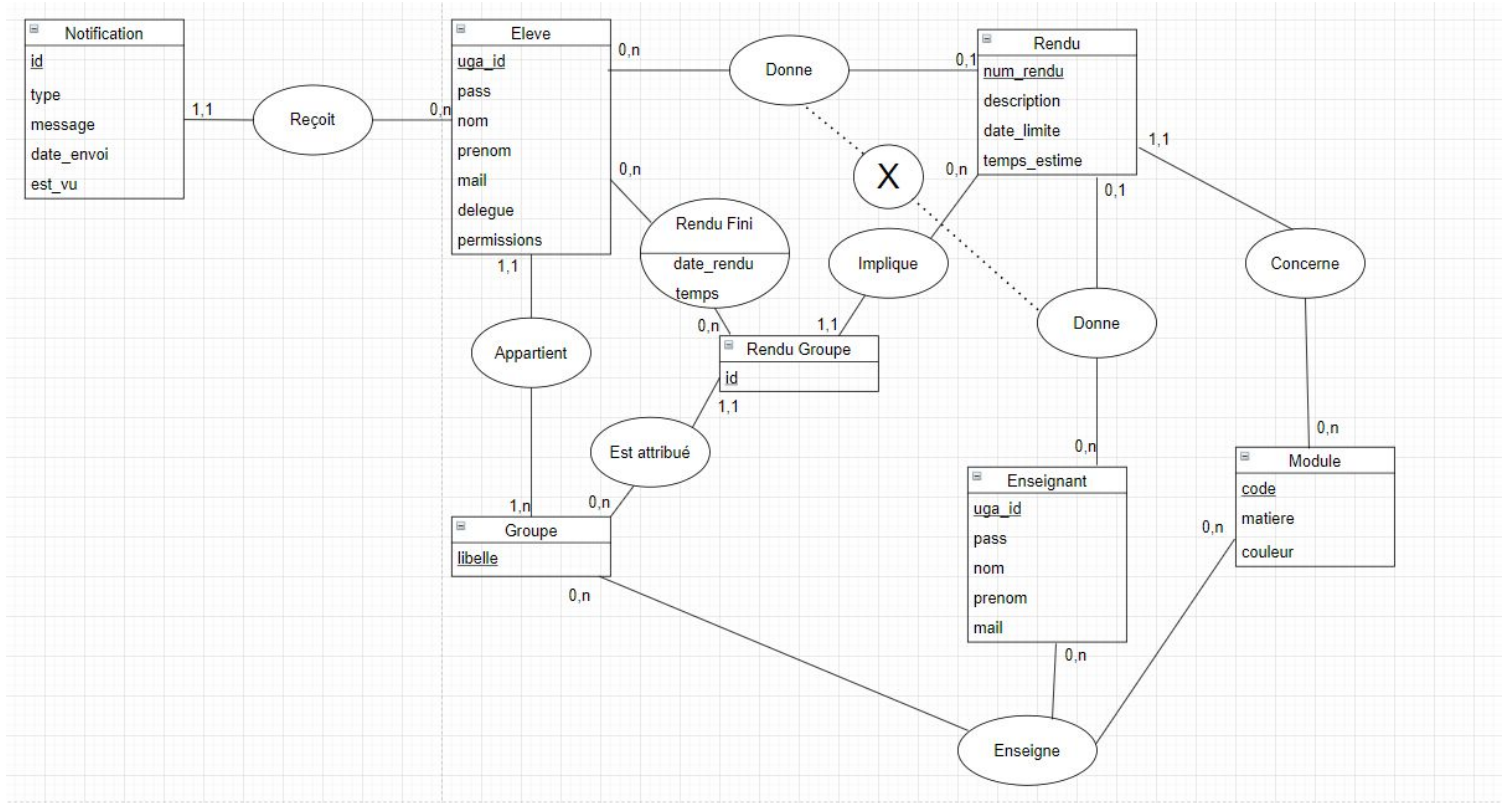 Notification
id
type
message
date_envoi
est_vu
1,1
Reçoit
0,n
Eleve
uga_id
pass
nom
prenom
mail
delegue
permissions
0,n
Donne
0,1
Rendu
num_rendu
description
date_limite
temps_estime
X
0,n
Rendu Fini
date_rendu
temps
0,n
0,n
Implique
1,1
0,1
1,1
Concerne
0,n
1,1
Appartient
1,n
Rendu Groupe
id
1,1
Est attribué
0,n
Donne
0,n
Groupe
libelle
0,n
Enseignant
uga_id
pass
nom
prenom
mail
0,n
Module
code
matiere
couleur
0,n
Enseigne